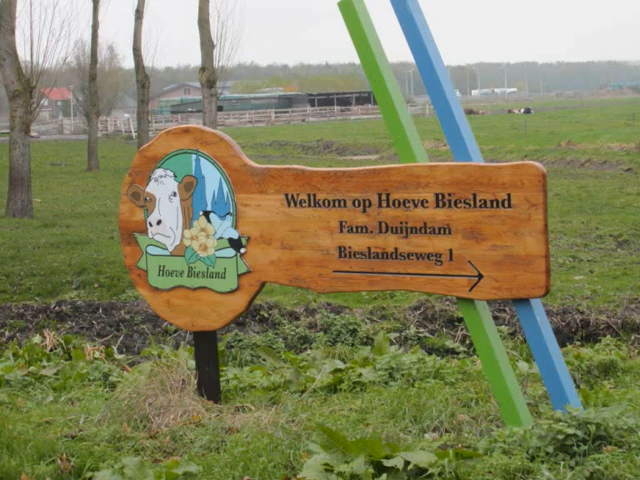 Welkom op Hoeve Biesland
Fam. Duijndam
Bieslandseweg 1
Hoeve Biesland